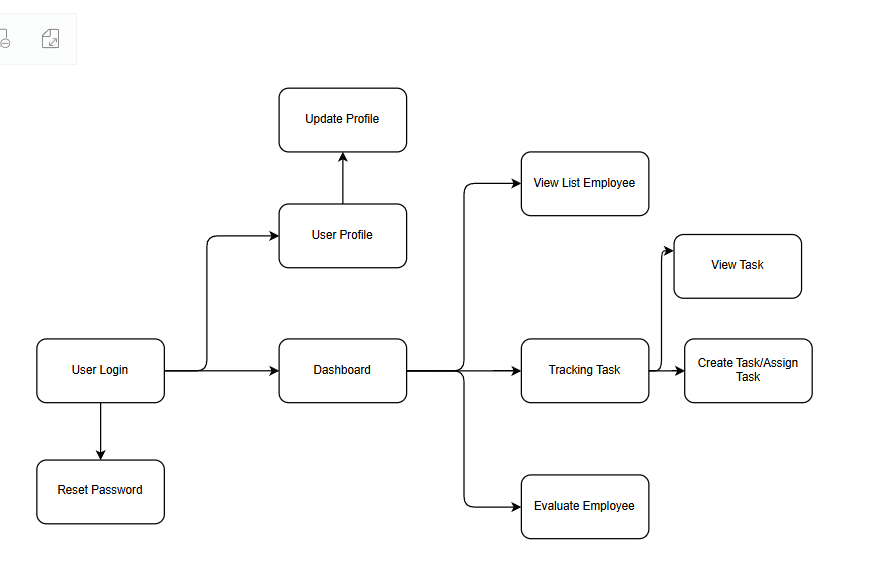 Update Profile
View List Employee
User Profile
View Task
User Login
Dashboard
Tracking Task
Create Task/Assign
Task
Reset Password
Evaluate Employee